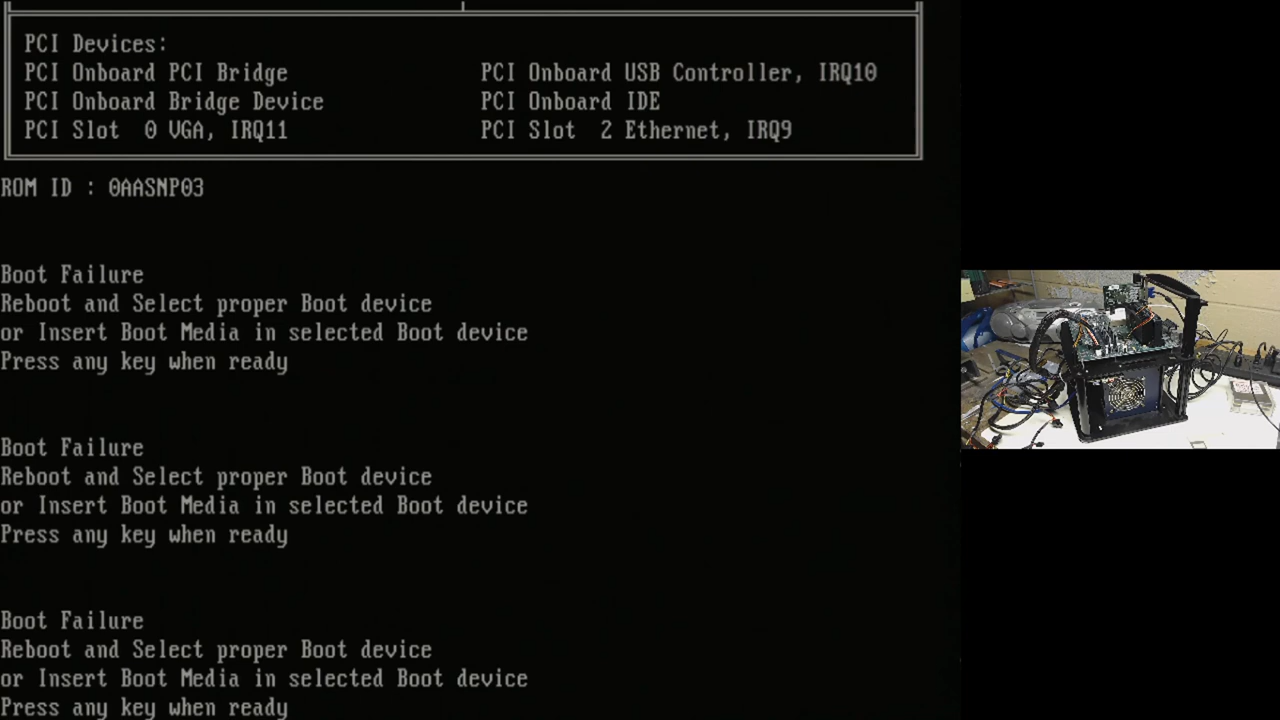 PCI Devices:
PCI Onboard PCI Bridge PCI Onboard USB Controller, IRQ10
PCI Onboard Bridge Device PCI Onboard IDE
PCI Slot 0 VGA, IRQ11 PCI Slot 2 Ethernet, IRQ9
ROM ID : 0AASNP03
Boot Failure
Reboot and Select proper Boot device
or Insert Boot Media in selected Boot device
Press any key when ready
Boot Failure
Reboot and Select proper Boot device
or Insert Boot Media in selected Boot device
Press any key when ready
Boot Failure
Reboot and Select proper Boot device
or Insert Boot Media in selected Boot device
Press any key when ready